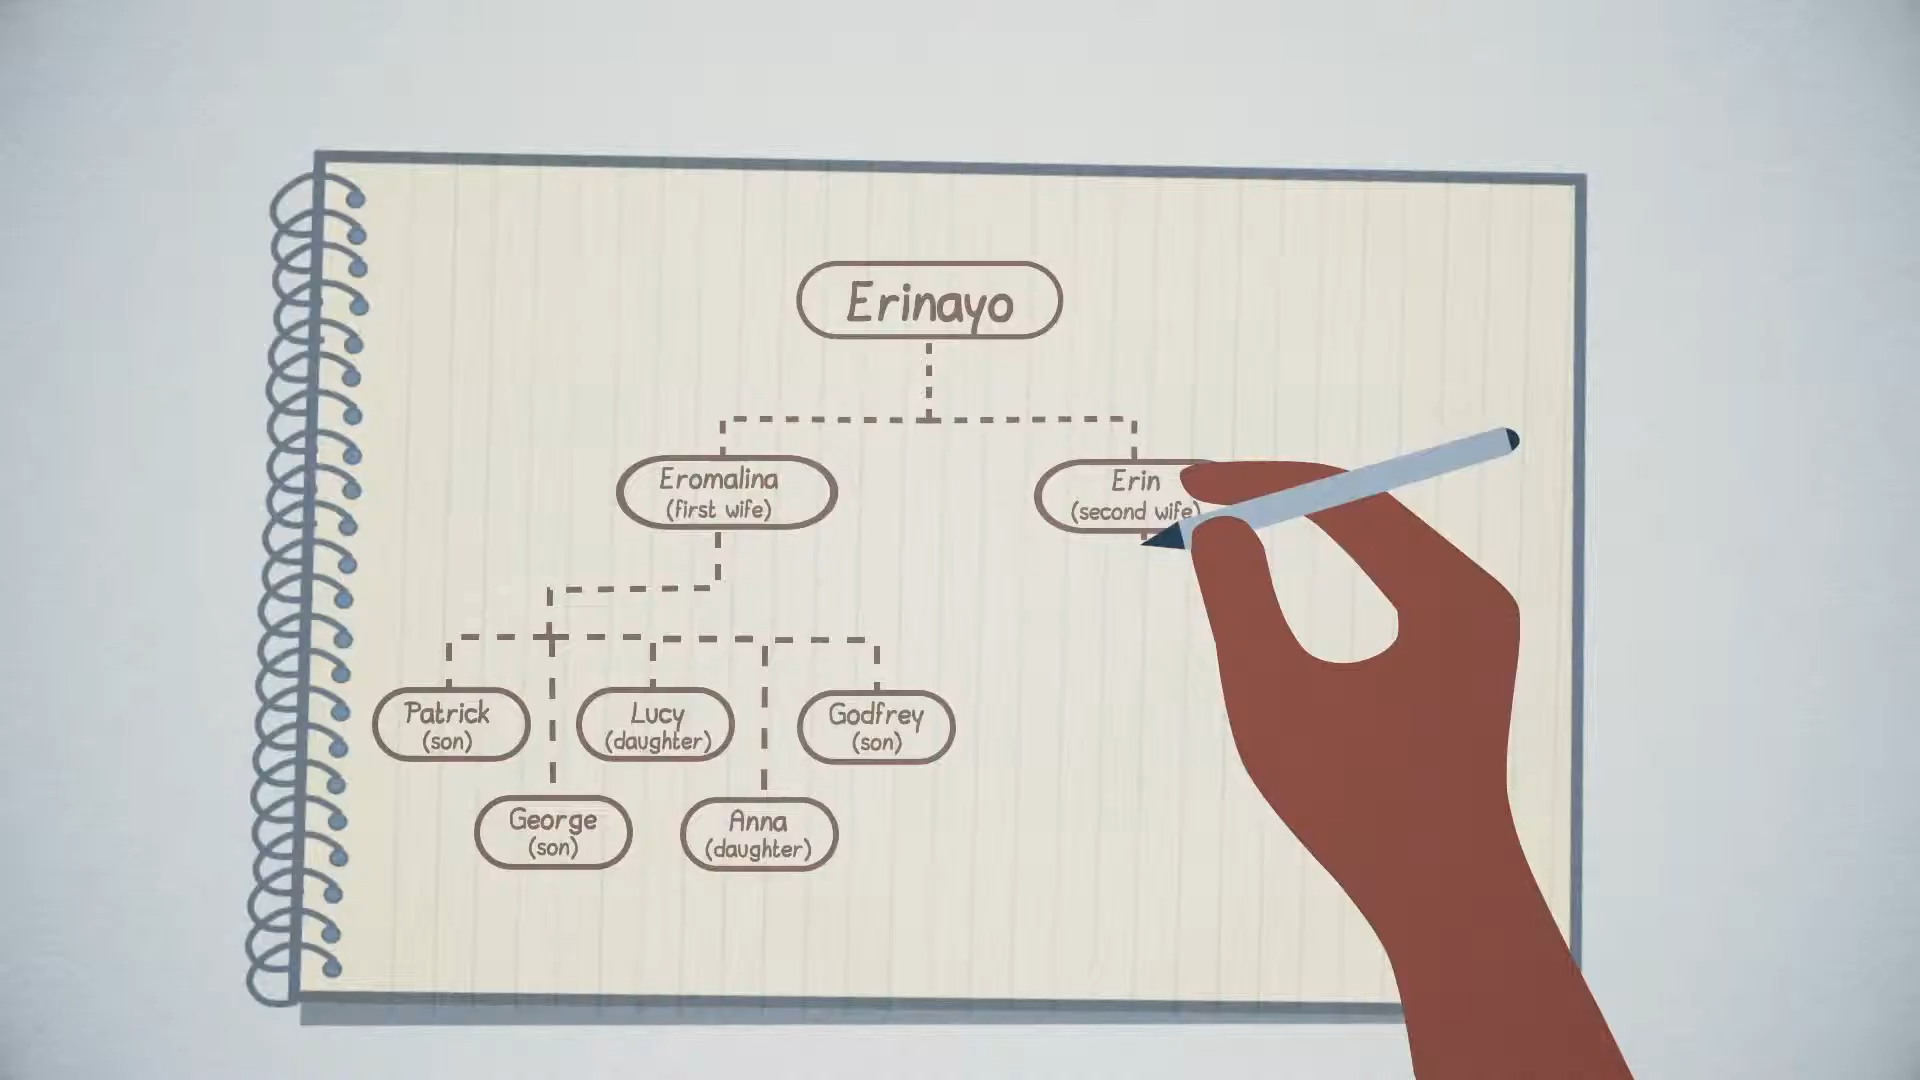 Erinayo
Eromalina
(first wife)
Erin
(second wife)
Patrick
(son)
Lucy
(daughter)
Godfrey
(son)
George
(son)
Anna
(daughter)